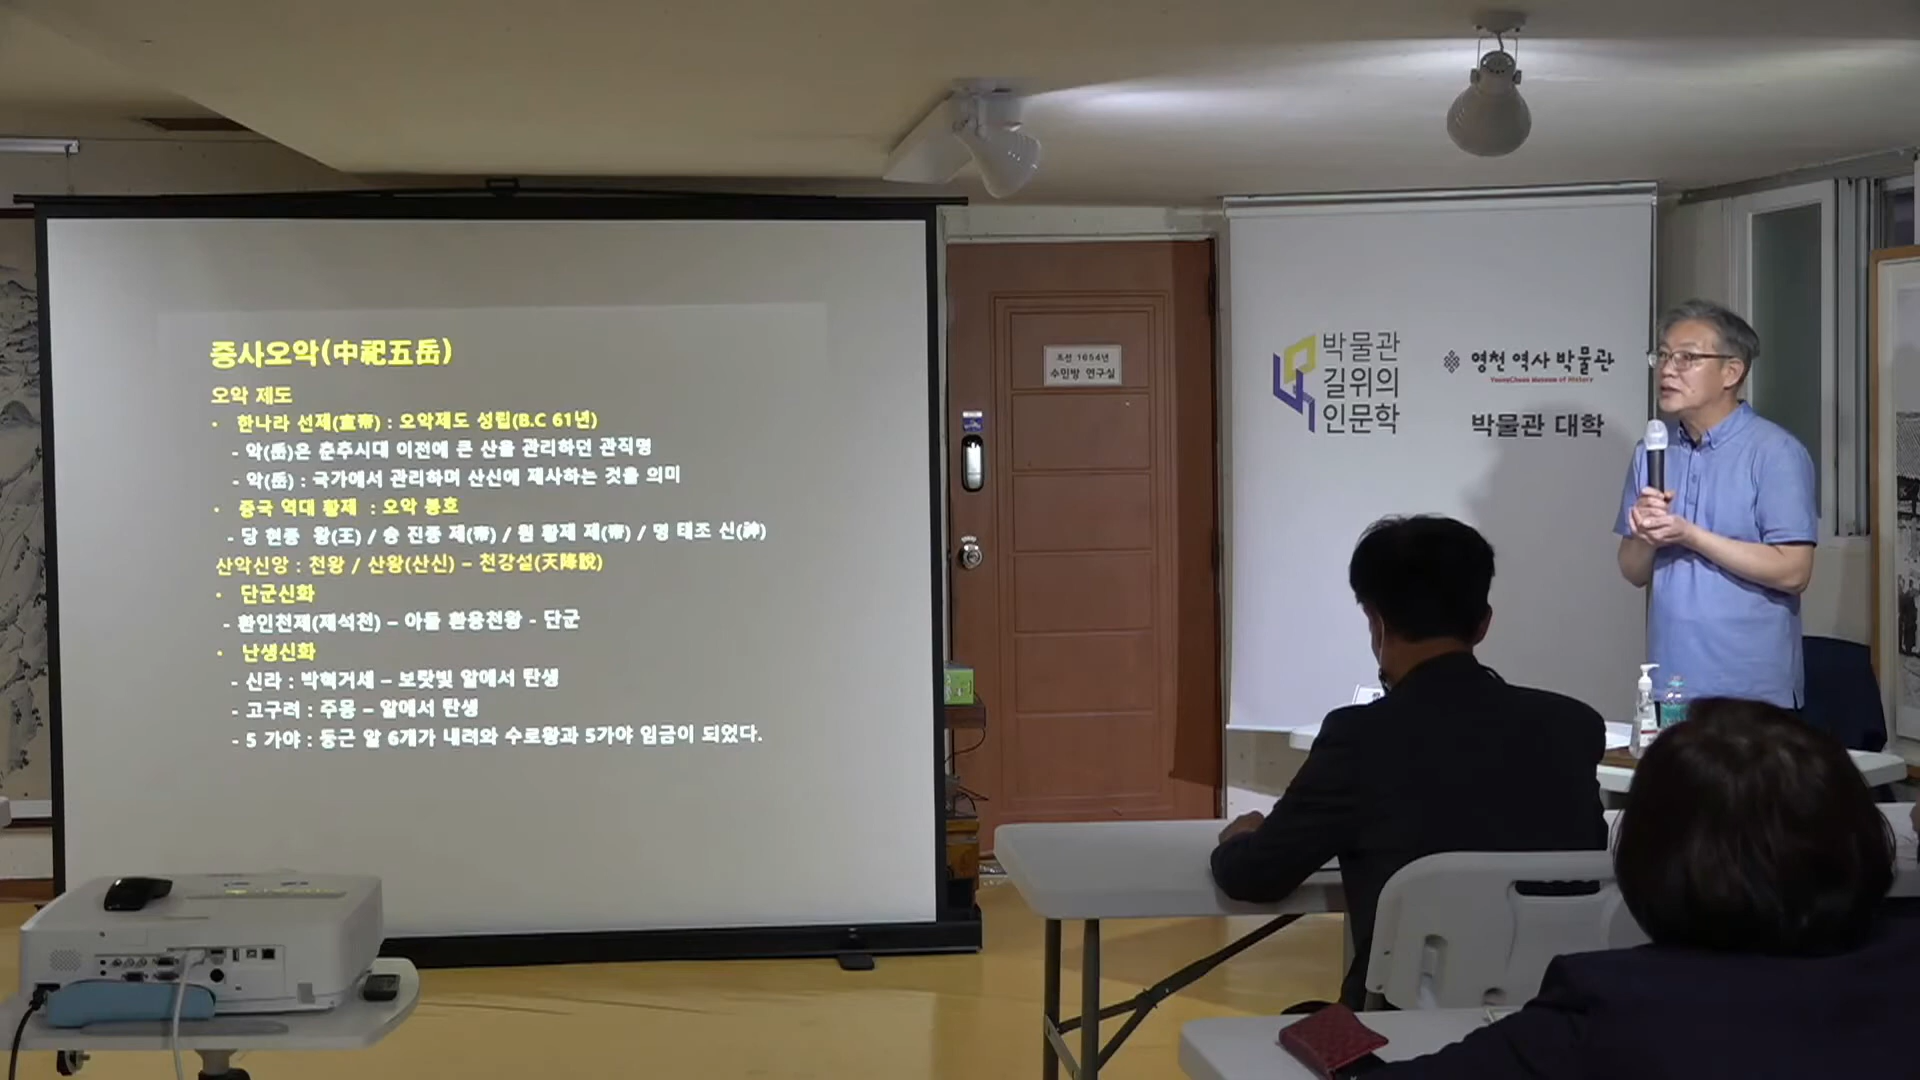 중사오악(中祀五岳)
오악 제도
• 한나라 선제(宣帝) : 오악제도 성립(B.C 61년)
- 악(岳)은 춘추시대 이전에 큰 산을 관리하던 관직명
- 악(岳) : 국가에서 관리하며 산신에 제사하는 것을 의미
• 중국 역대 황제 : 오악 봉호
- 당 현종 왕(王) / 송 진종 제(帝) / 원 황제 제(帝) / 명 태조 신(神)
산악신앙 : 천왕 / 산왕(산신) – 천강설(天降說)
• 단군신화
- 환인천제(제석천) – 아들 환웅천왕 - 단군
• 난생신화
- 신라 : 박혁거세 – 보랏빛 알에서 탄생
- 고구려 : 주몽 – 알에서 탄생
- 5 가야 : 둥근 알 6개가 내려와 수로왕과 5가야 임금이 되었다.
조선 1654년
수민방 연구실
박물관
길위의
인문학
영천 역사 박물관
YoungCheon Museum of History
박물관 대학